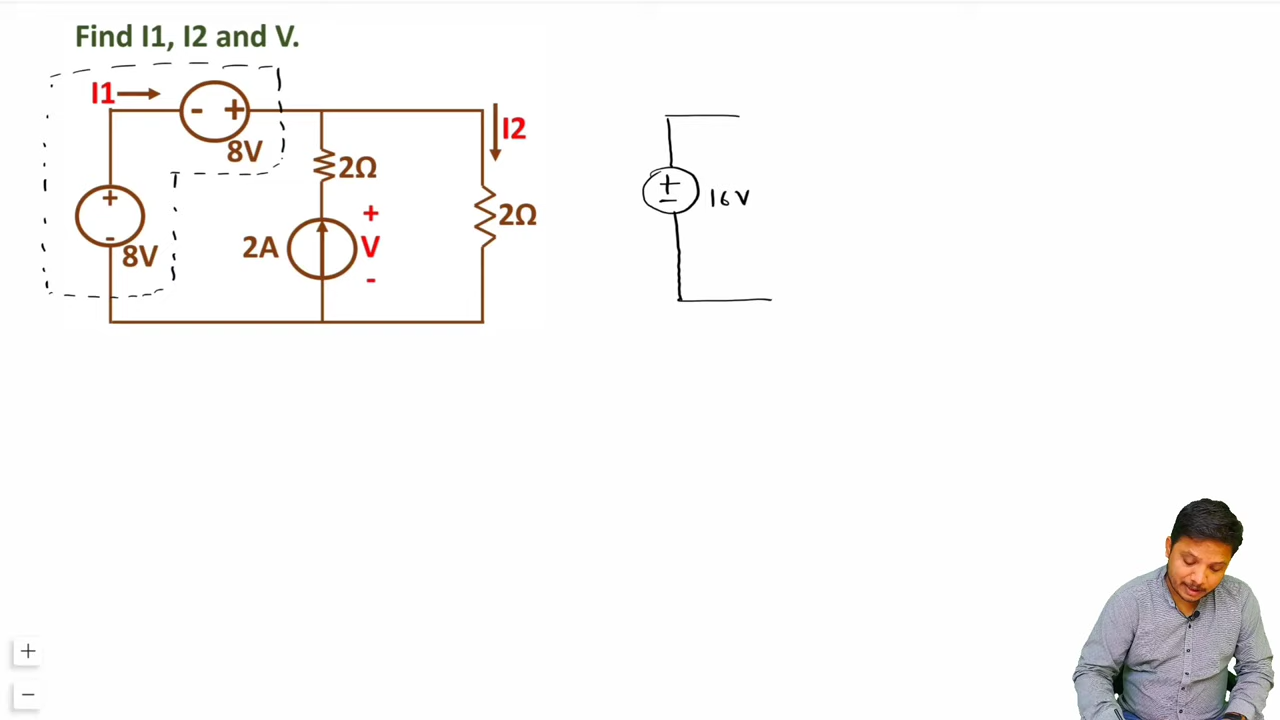 Find I1, I2 and V.
I1
- +
8V
I2
2Ω
+
-
8V
2A
+
V
-
2Ω
+
-
16V
+
-